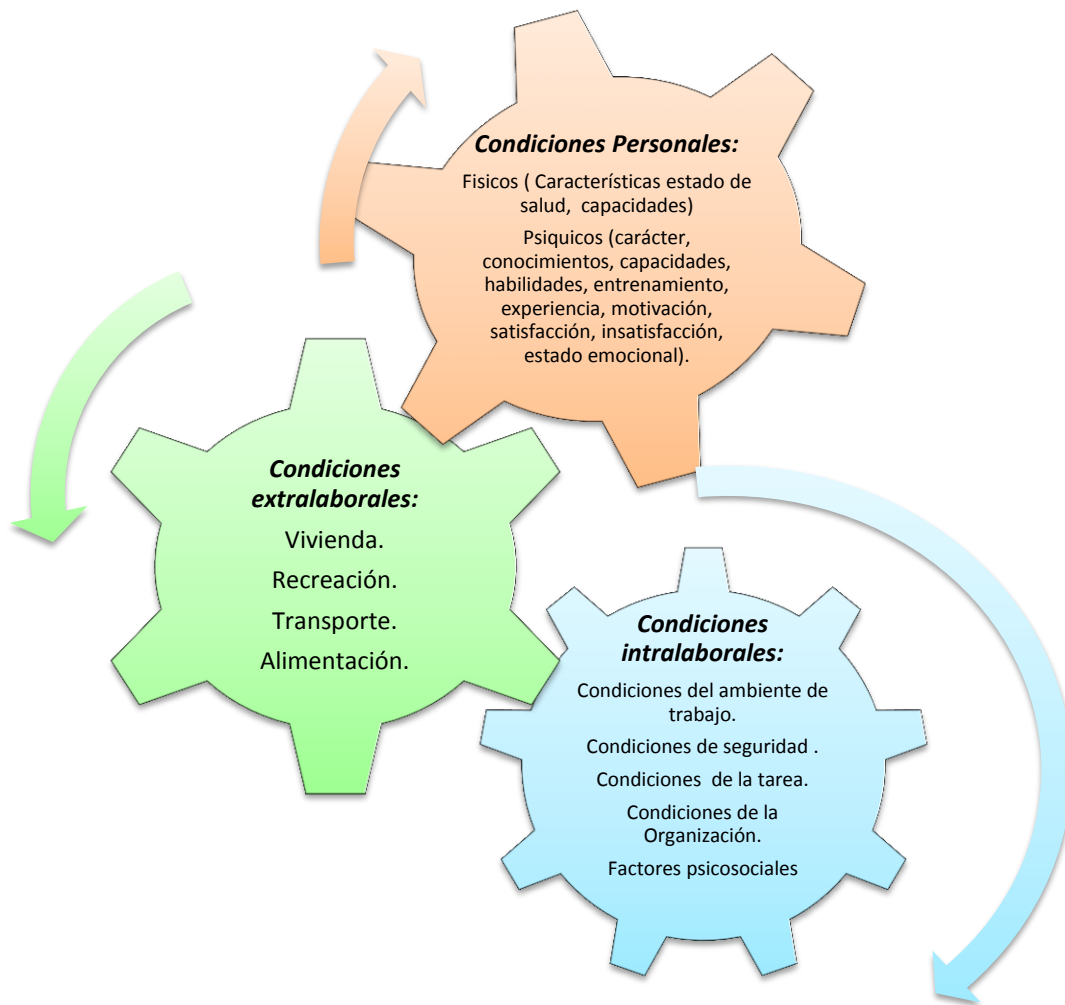 Condiciones Personales:
Fisicos ( Características estado de
salud,  capacidades)
Psiquicos (carácter,
conocimientos, capacidades,
habilidades, entrenamiento,
experiencia, motivación,
satisfacción, insatisfacción,
estado emocional).
Condiciones
extralaborales:
Vivienda.
Recreación.
Transporte.
Alimentación.
Condiciones
intralaborales:
Condiciones del ambiente de
trabajo.
Condiciones de seguridad .
Condiciones  de la tarea.
Condiciones de la
Organización.
Factores psicosociales